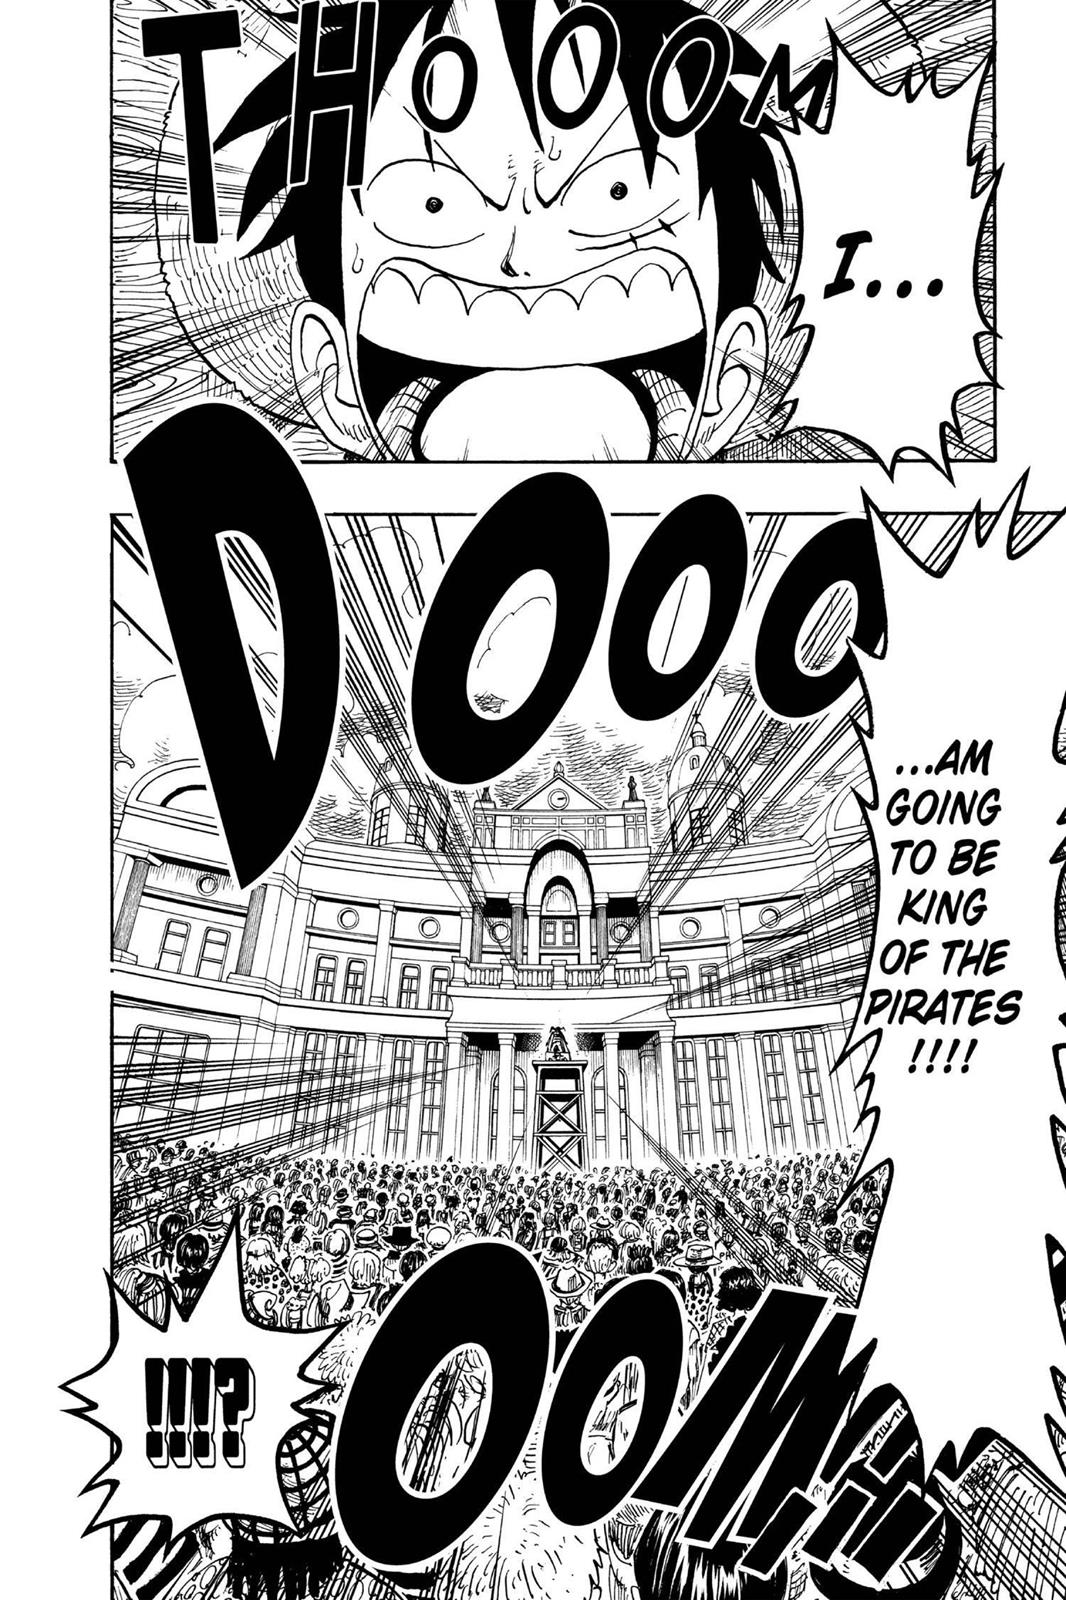 THOOOM
I...
DOOO
...AM
GOING
TO BE
KING
OF THE
PIRATES
!!!!
!!!!?
OOM!!